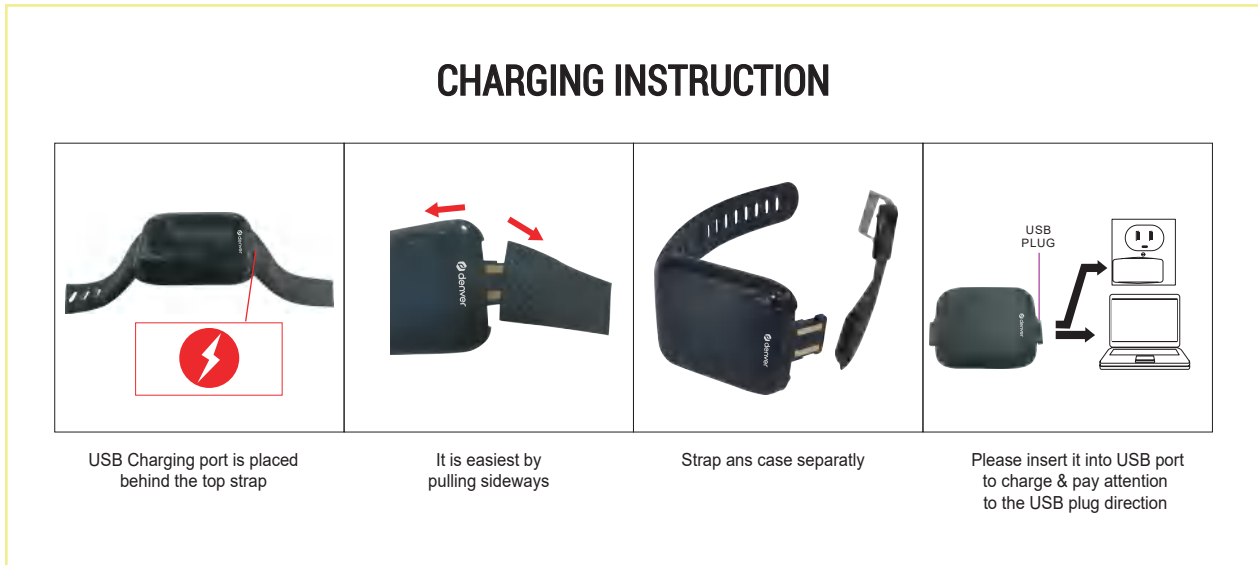 CHARGING INSTRUCTION
denver
denver
denver
USB
PLUG
denver
USB Charging port is placed
behind the top strap
It is easiest by
pulling sideways
Strap ans case separatly
Please insert it into USB port
to charge & pay attention
to the USB plug direction